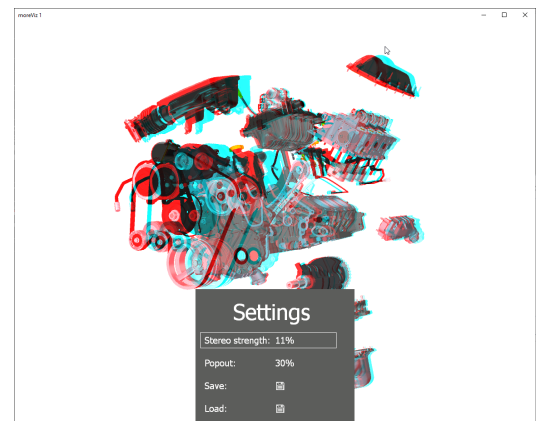 moreViz 1
Settings
Stereo strength: 11%
Popout: 30%
Save:
Load: